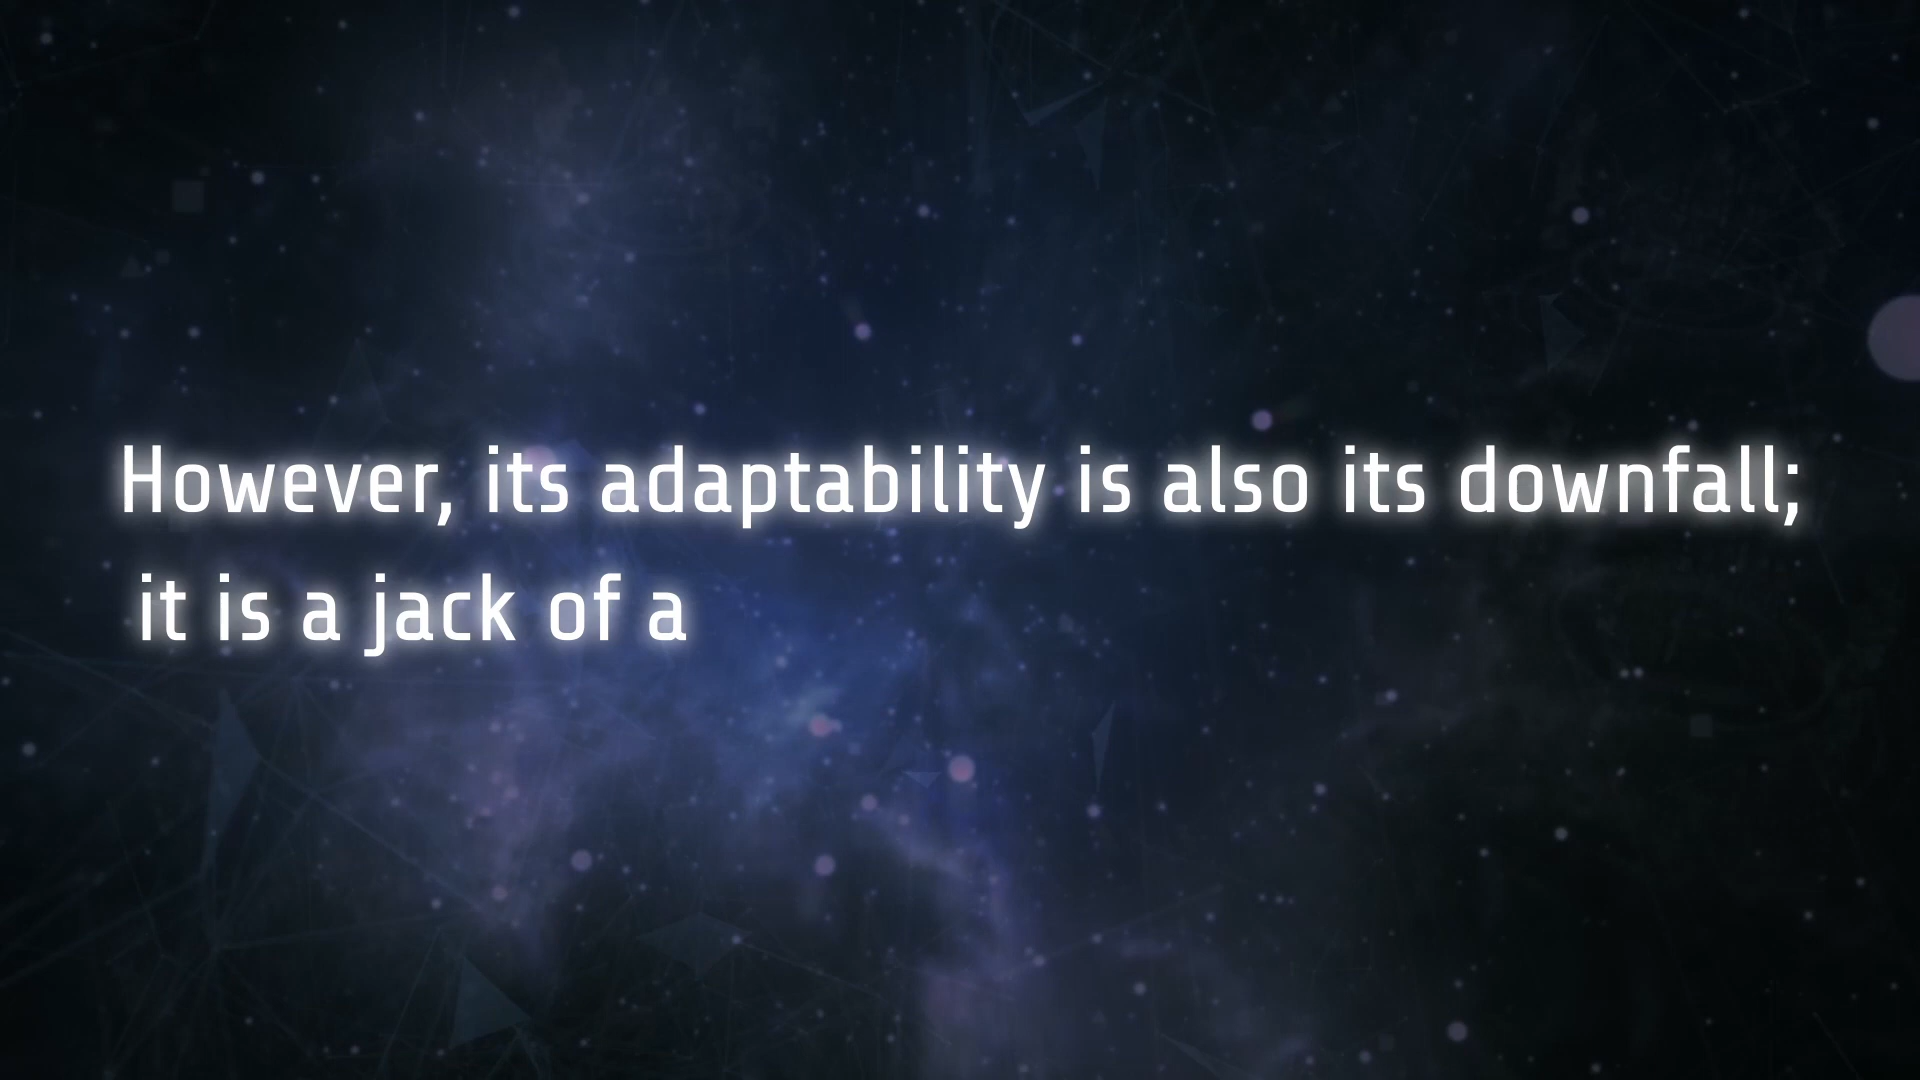 However, its adaptability is also its downfall;
it is a jack of a